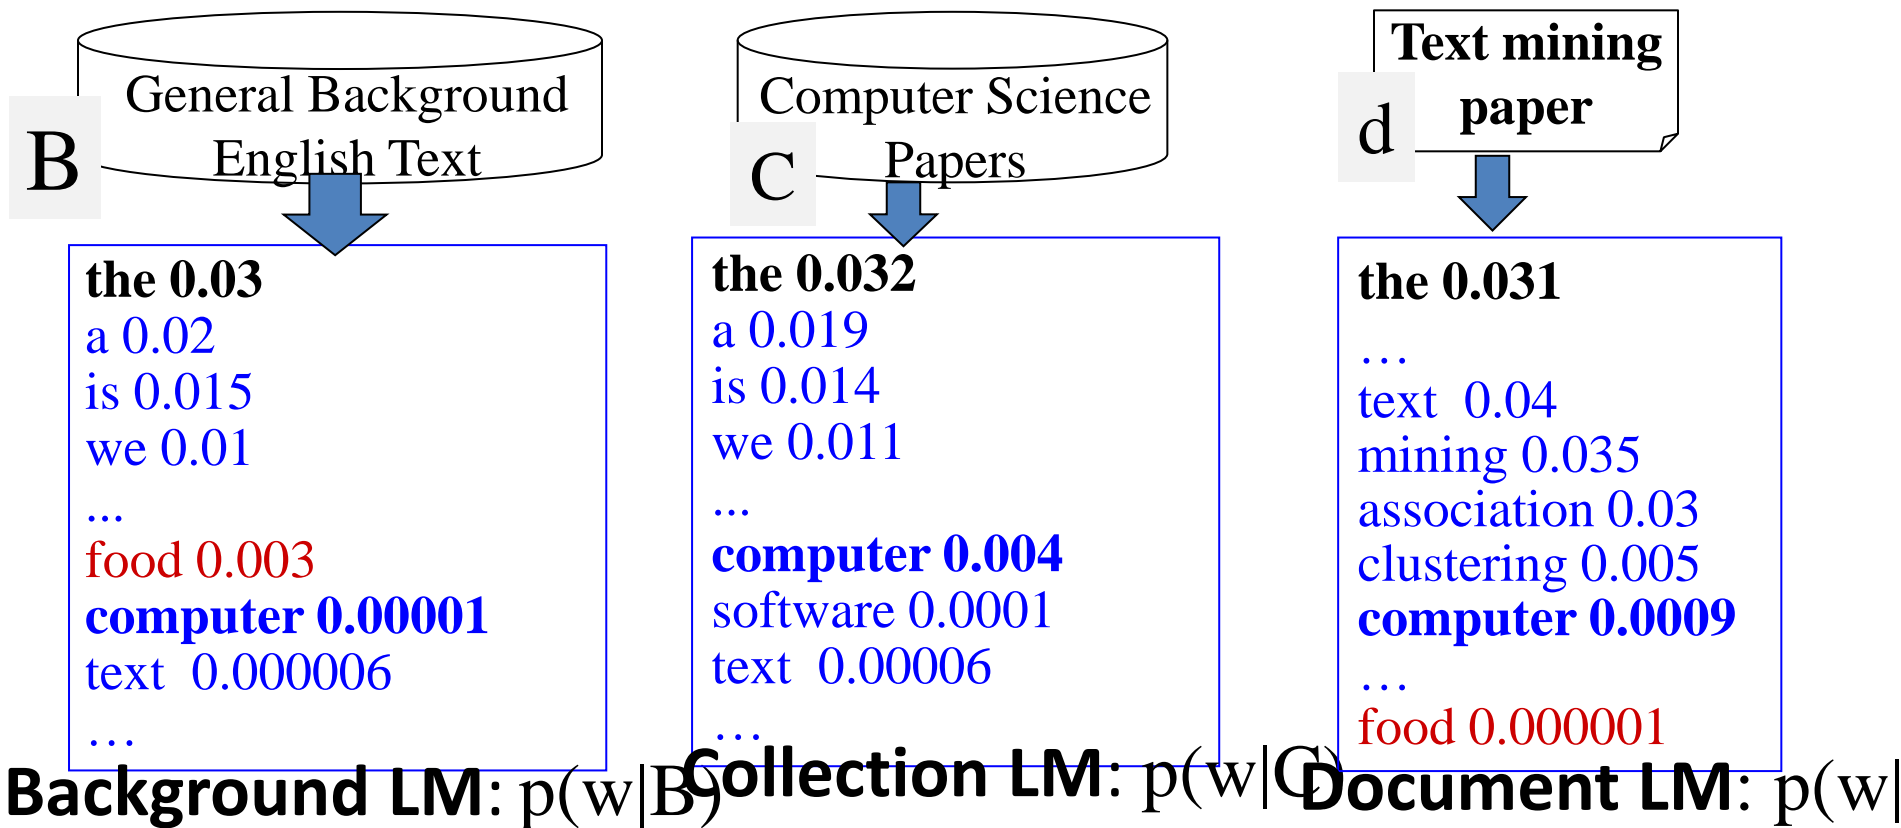 General Background
English Text
B
the 0.03
a 0.02
is 0.015
we 0.01
...
food 0.003
computer 0.00001
text 0.000006
…
Background LM: p(w|B)
Computer Science
Papers
C
the 0.032
a 0.019
is 0.014
we 0.011
...
computer 0.004
software 0.0001
text 0.00006
…
Collection LM: p(w|C)
Text mining
paper
d
the 0.031
…
text 0.04
mining 0.035
association 0.03
clustering 0.005
computer 0.0009
…
food 0.000001
Document LM: p(w|